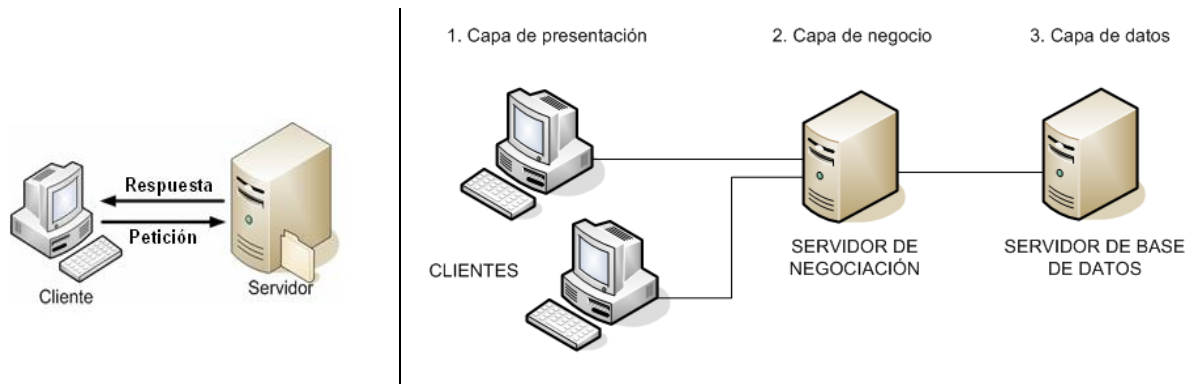 Respuesta
Petición
Cliente
Servidor
1. Capa de presentación
2. Capa de negocio
3. Capa de datos
CLIENTES
SERVIDOR DE
NEGOCIACIÓN
SERVIDOR DE BASE
DE DATOS